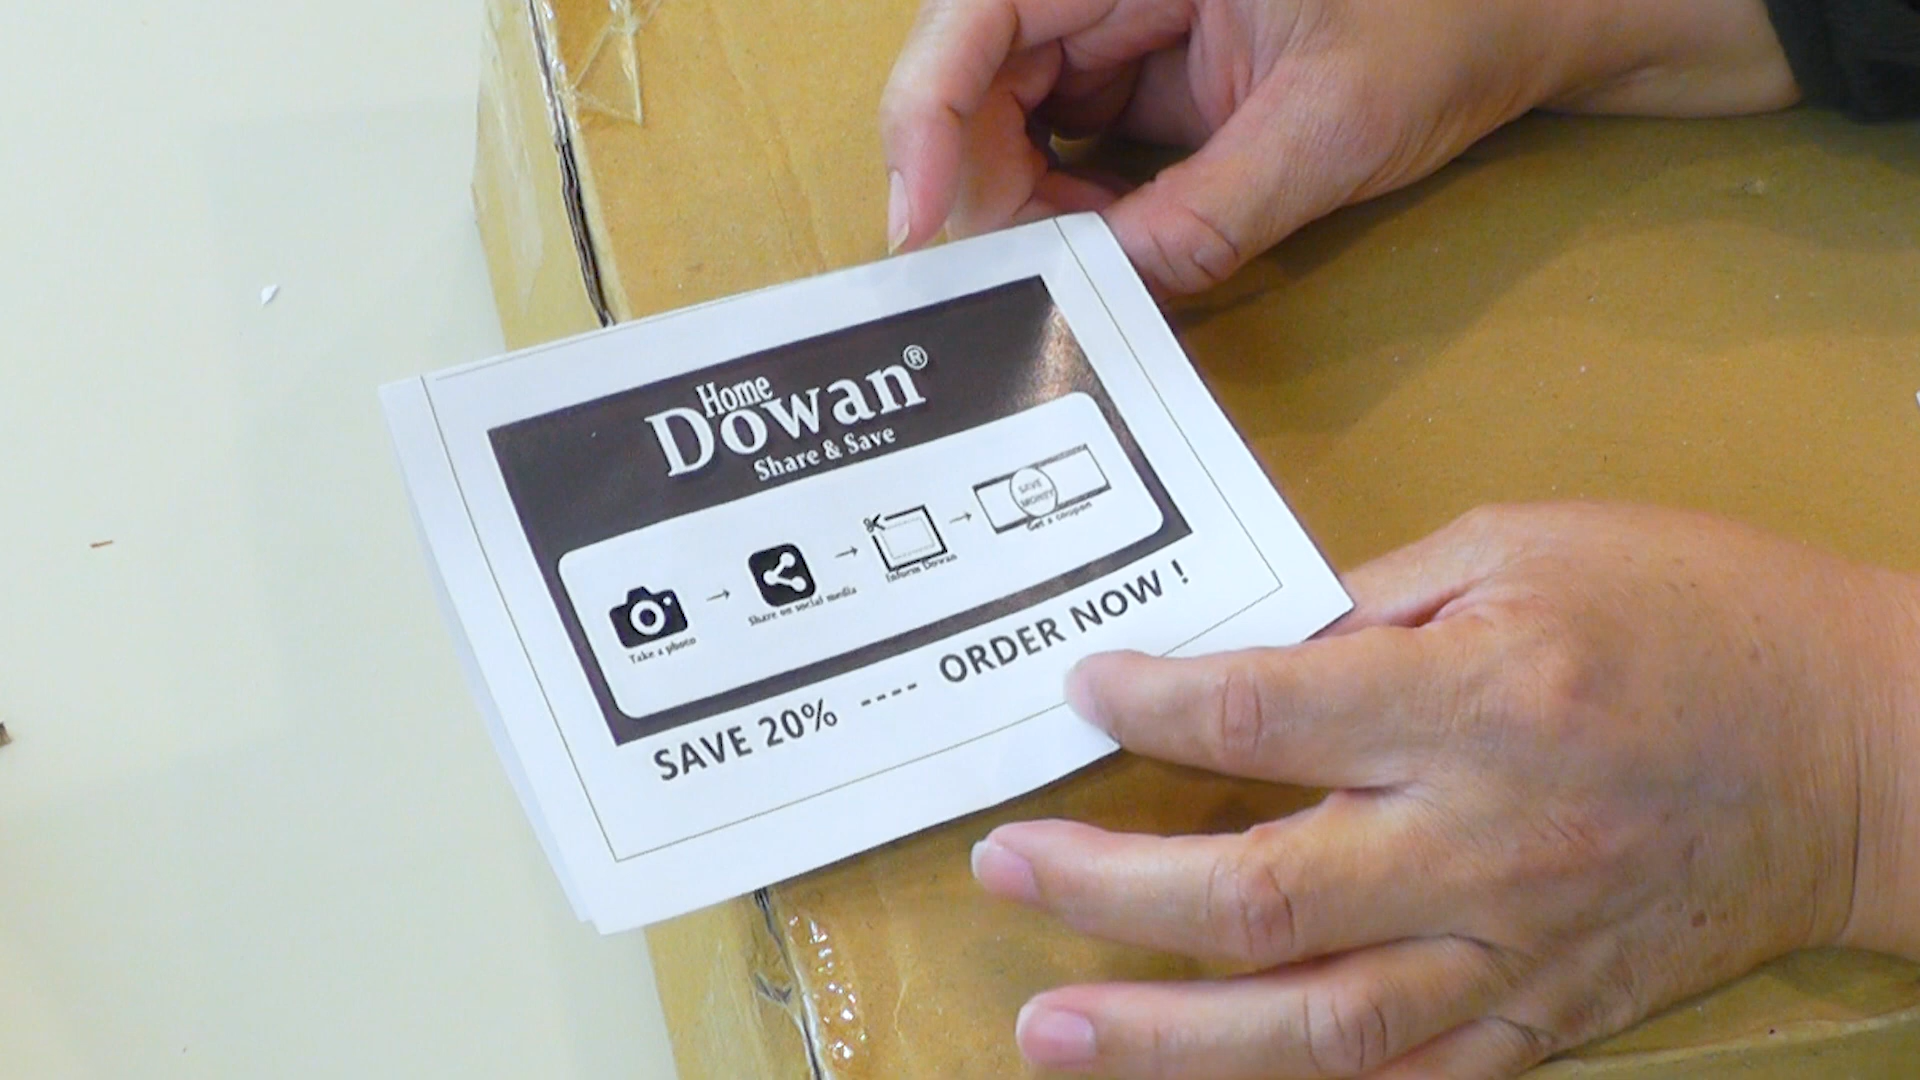 Home
Dowan®
Share & Save
Take a photo
Share on social media
Inform Dowan
SAVE
MONEY
Get a coupon
SAVE 20% ---- ORDER NOW !